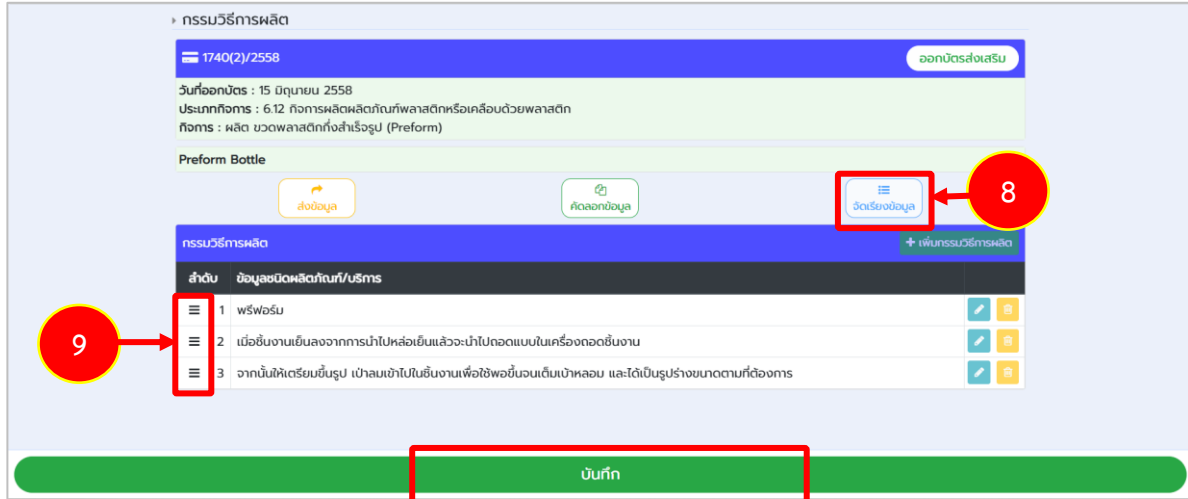 กรรมวิธีการผลิต
1740(2)/2558 ออกบัตรส่งเสริม
วันที่ออกบัตร : 15 มิถุนายน 2558
ประเภทกิจการ : 6.12 กิจการผลิตผลิตภัณฑ์พลาสติกหรือเคลือบด้วยพลาสติก
กิจการ : ผลิต ขวดพลาสติกกึ่งสำเร็จรูป (Preform)
Preform Bottle
ส่งข้อมูล คัดลอกข้อมูล จัดเรียงข้อมูล 8
กรรมวิธีการผลิต + เพิ่มกรรมวิธีการผลิต
ลำดับ ข้อมูลชนิดผลิตภัณฑ์/บริการ
1 พรีฟอร์ม
9 2 เมื่อชิ้นงานเย็นลงจากการนำไปหล่อเย็นแล้วจะนำไปถอดแบบในเครื่องถอดชิ้นงาน
3 จากนั้นให้เตรียมขึ้นรูป เป่าลมเข้าไปในชิ้นงานเพื่อใช้พอขึ้นจนเต็มเบ้าหลอม และได้เป็นรูปร่างขนาดตามที่ต้องการ
บันทึก